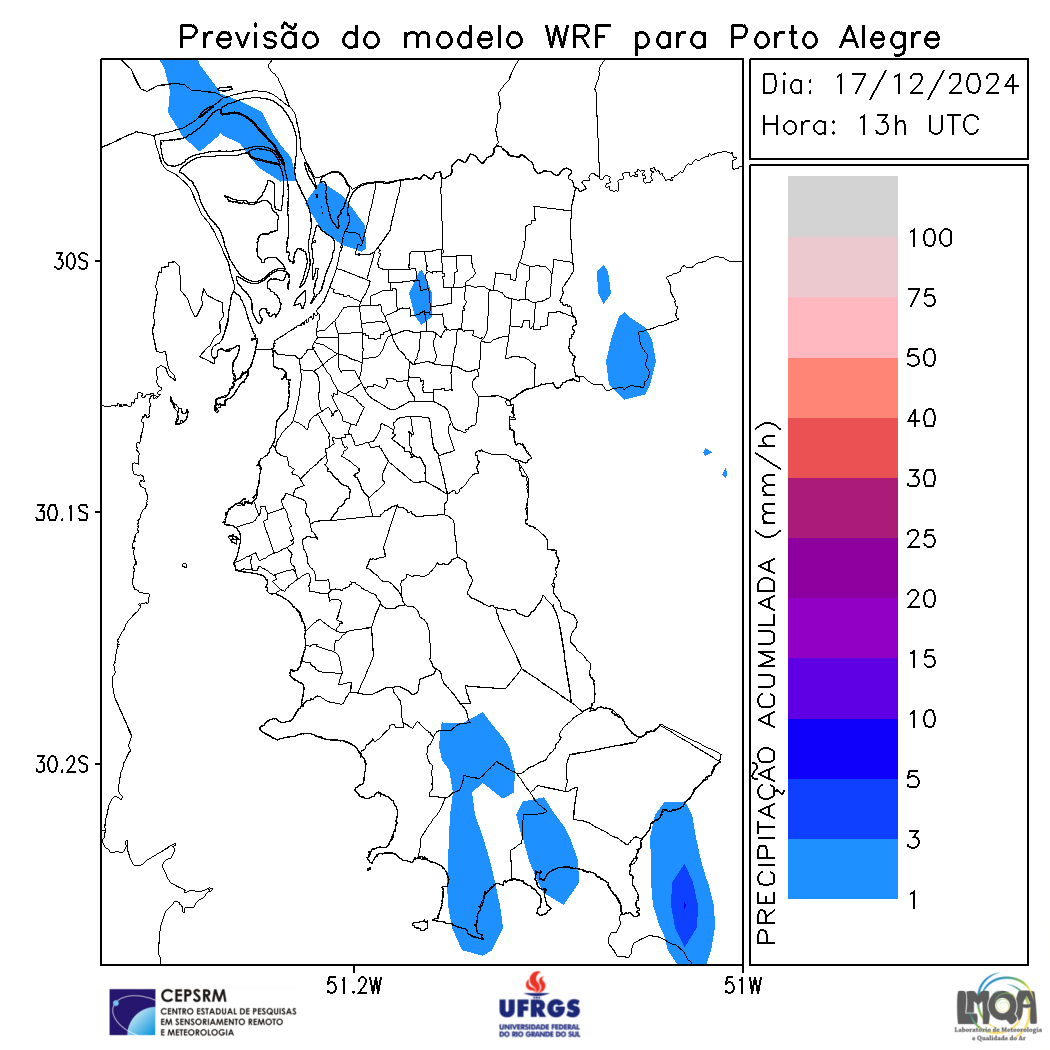 Previsão do modelo WRF para Porto Alegre
Dia: 17/12/2024
Hora: 13h UTC
30S
30.1S
30.2S
51.2W
51W
PRECIPITAÇÃO ACUMULADA (mm/h)
100
75
50
40
30
25
20
15
10
5
3
1
CEPSRM
CENTRO ESTADUAL DE PESQUISAS
EM SENSORIAMENTO REMOTO
E METEOROLOGIA
UFRGS
UNIVERSIDADE FEDERAL
DO RIO GRANDE DO SUL
LMQA
Laboratório de Meteorologia
e Qualidade do Ar